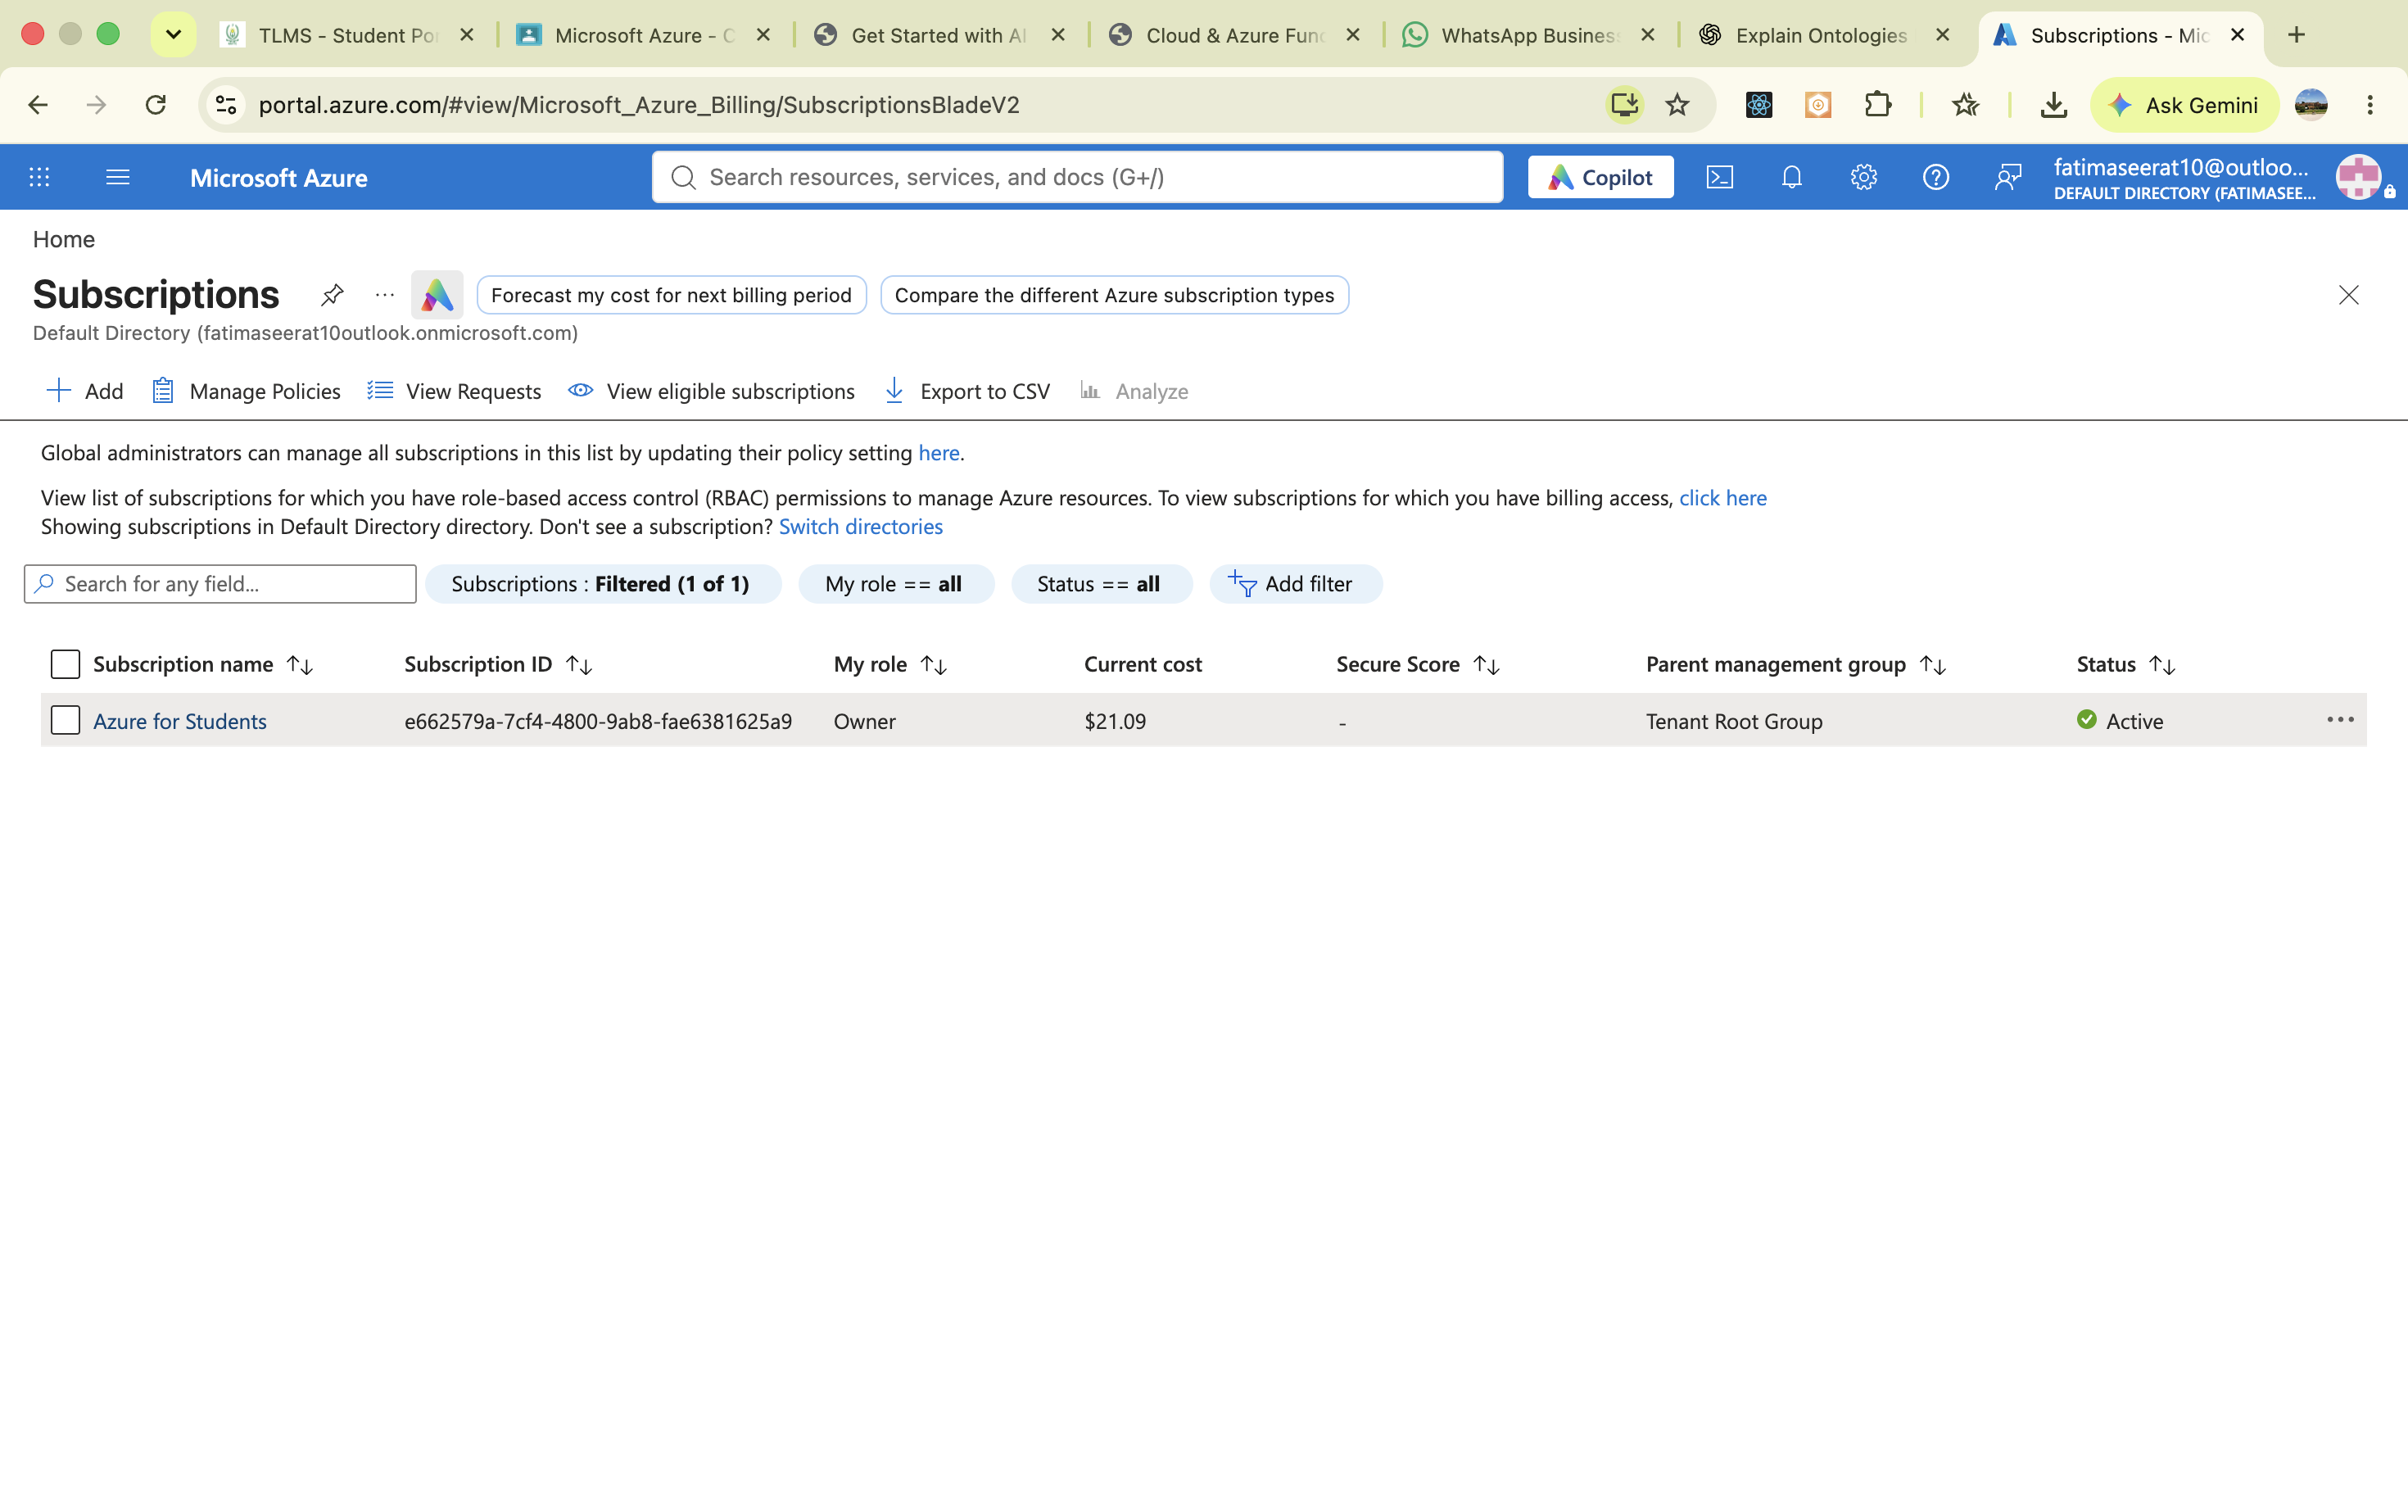 TLMS - Student Por
Microsoft Azure - C
Get Started with AI
Cloud & Azure Func
WhatsApp Business
Explain Ontologies
Subscriptions - Mic
portal.azure.com/#view/Microsoft_Azure_Billing/SubscriptionsBladeV2
Ask Gemini
Microsoft Azure
Search resources, services, and docs (G+/)
Copilot
fatimaseerat10@outloo...
DEFAULT DIRECTORY (FATIMASEE...
Home
Subscriptions
Forecast my cost for next billing period
Compare the different Azure subscription types
Default Directory (fatimaseerat10outlook.onmicrosoft.com)
Add Manage Policies View Requests View eligible subscriptions Export to CSV Analyze
Global administrators can manage all subscriptions in this list by updating their policy setting here.
View list of subscriptions for which you have role-based access control (RBAC) permissions to manage Azure resources. To view subscriptions for which you have billing access, click here
Showing subscriptions in Default Directory directory. Don't see a subscription? Switch directories
Search for any field... Subscriptions : Filtered (1 of 1) My role == all Status == all Add filter
Subscription name Subscription ID My role Current cost Secure Score Parent management group Status
Azure for Students e662579a-7cf4-4800-9ab8-fae6381625a9 Owner $21.09 - Tenant Root Group Active